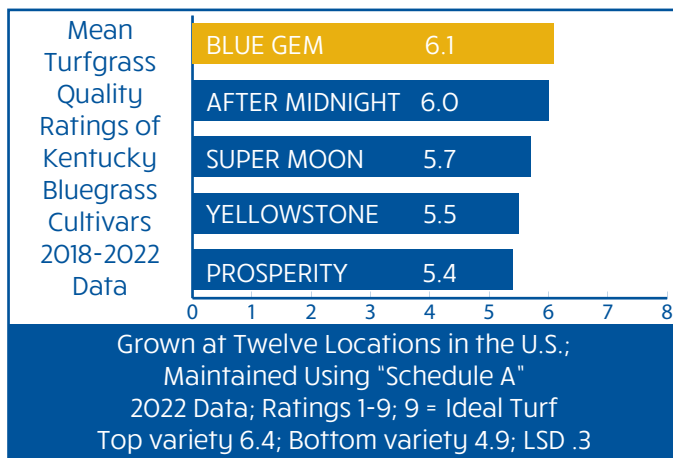 Mean
Turfgrass
Quality
Ratings of
Kentucky
Bluegrass
Cultivars
2018-2022
Data
BLUE GEM 6.1
AFTER MIDNIGHT 6.0
SUPER MOON 5.7
YELLOWSTONE 5.5
PROSPERITY 5.4
0 1 2 3 4 5 6 7 8
Grown at Twelve Locations in the U.S.;
Maintained Using "Schedule A"
2022 Data; Ratings 1-9; 9 = Ideal Turf
Top variety 6.4; Bottom variety 4.9; LSD .3